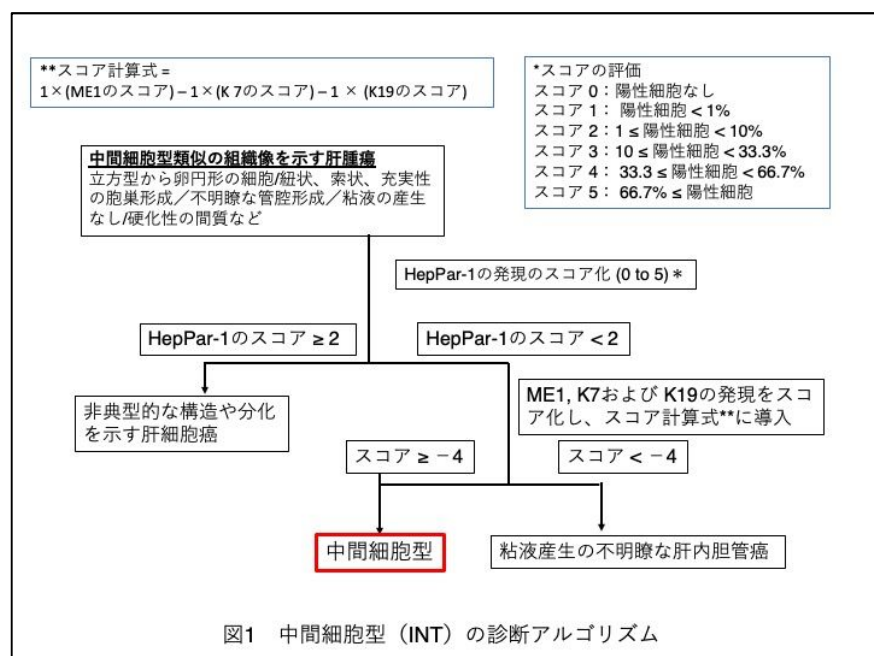 **スコア計算式 =
1×(ME1のスコア) – 1×(K 7のスコア) – 1 × (K19のスコア)
*スコアの評価
スコア 0：陽性細胞なし
スコア 1： 陽性細胞 < 1%
スコア 2：1 ≤ 陽性細胞 < 10%
スコア 3：10 ≤ 陽性細胞 < 33.3%
スコア 4： 33.3 ≤ 陽性細胞 < 66.7%
スコア 5： 66.7% ≤ 陽性細胞
中間細胞型類似の組織像を示す肝腫瘍
立方型から卵円形の細胞/紐状、索状、充実性
の胞巣形成／不明瞭な管腔形成／粘液の産生
なし/硬化性の間質など
HepPar-1の発現のスコア化 (0 to 5)＊
HepPar-1のスコア ≥ 2
HepPar-1のスコア < 2
非典型的な構造や分化
を示す肝細胞癌
ME1, K7および K19の発現をスコ
ア化し、スコア計算式**に導入
スコア ≥ − 4
スコア < − 4
中間細胞型
粘液産生の不明瞭な肝内胆管癌
図1　中間細胞型（INT）の診断アルゴリズム